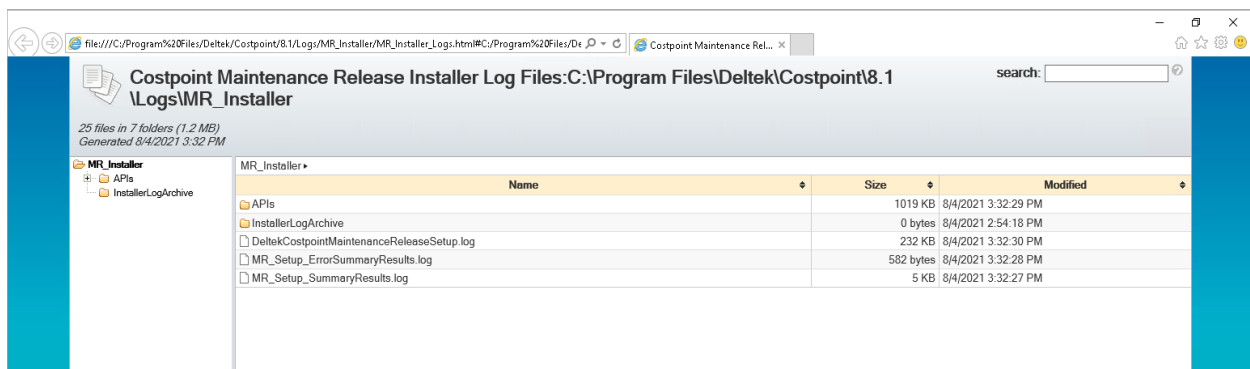 file:///C:/Program%20Files/Deltek/Costpoint/8.1/Logs/MR_Installer/MR_Installer_Logs.html#C:/Program%20Files/De
Costpoint Maintenance Rel...
Costpoint Maintenance Release Installer Log Files:C:\Program Files\Deltek\Costpoint\8.1
\Logs\MR_Installer
search:
25 files in 7 folders (1.2 MB)
Generated 8/4/2021 3:32 PM
MR_Installer
APIs
InstallerLogArchive
MR_Installer
Name Size Modified
APIs 1019 KB 8/4/2021 3:32:29 PM
InstallerLogArchive 0 bytes 8/4/2021 2:54:18 PM
DeltekCostpointMaintenanceReleaseSetup.log 232 KB 8/4/2021 3:32:30 PM
MR_Setup_ErrorSummaryResults.log 582 bytes 8/4/2021 3:32:28 PM
MR_Setup_SummaryResults.log 5 KB 8/4/2021 3:32:27 PM